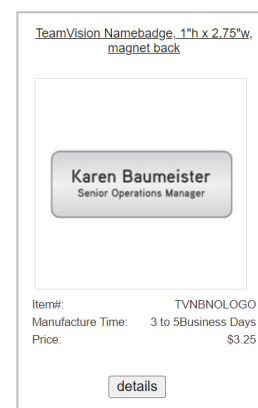 TeamVision Namebadge, 1"h x 2.75"w,
magnet back
Karen Baumeister
Senior Operations Manager
Item#: TVNBNOLOGO
Manufacture Time: 3 to 5Business Days
Price: $3.25
details